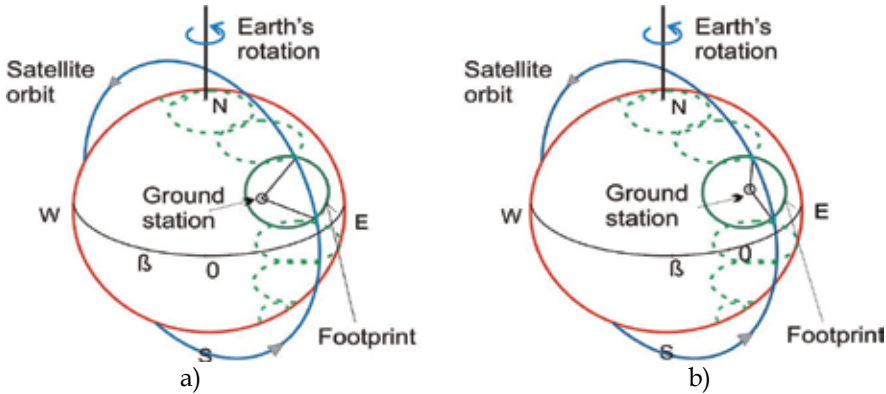 Earth's
rotation
Satellite
orbit
N
Ground
station
W
E
ß
0
Footprint
S
a)
Earth's
rotation
Satellite
orbit
N
Ground
station
W
E
ß
0
Footprint
S
b)